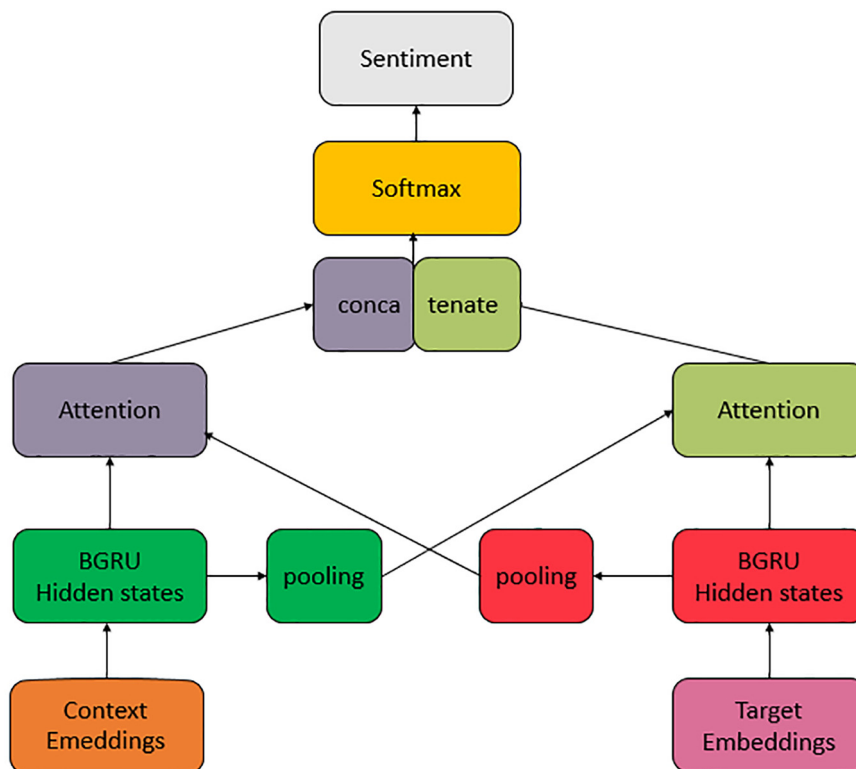 Sentiment
Softmax
conca tenate
Attention
Attention
BGRU
Hidden states
pooling
pooling
BGRU
Hidden states
Context
Emeddings
Target
Embeddings